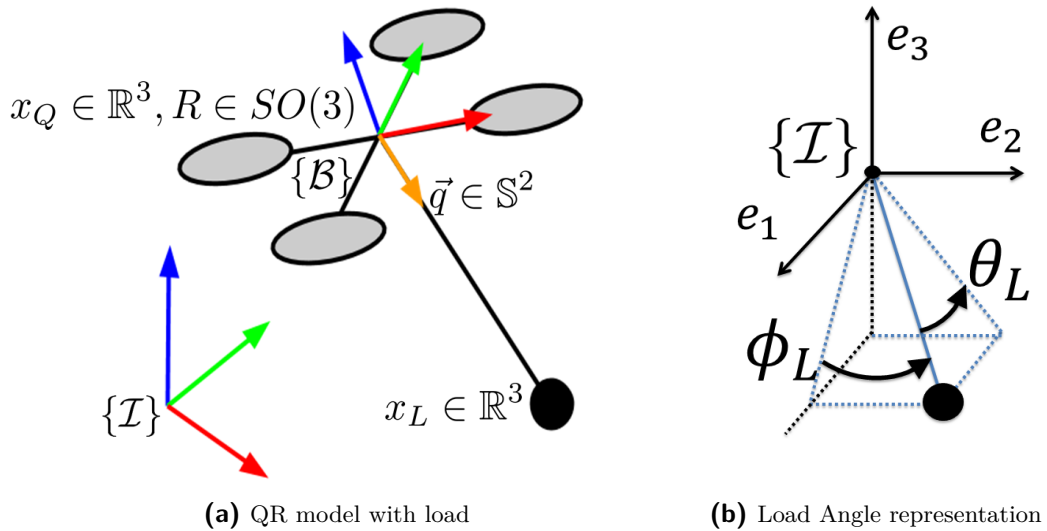 x_Q ∈ ℝ³, R ∈ SO(3)
{ℬ}
q⃗ ∈ 𝕊²
{ℐ}
x_L ∈ ℝ³
(a) QR model with load
e₃
{ℐ}
e₂
e₁
θ_L
ϕ_L
(b) Load Angle representation